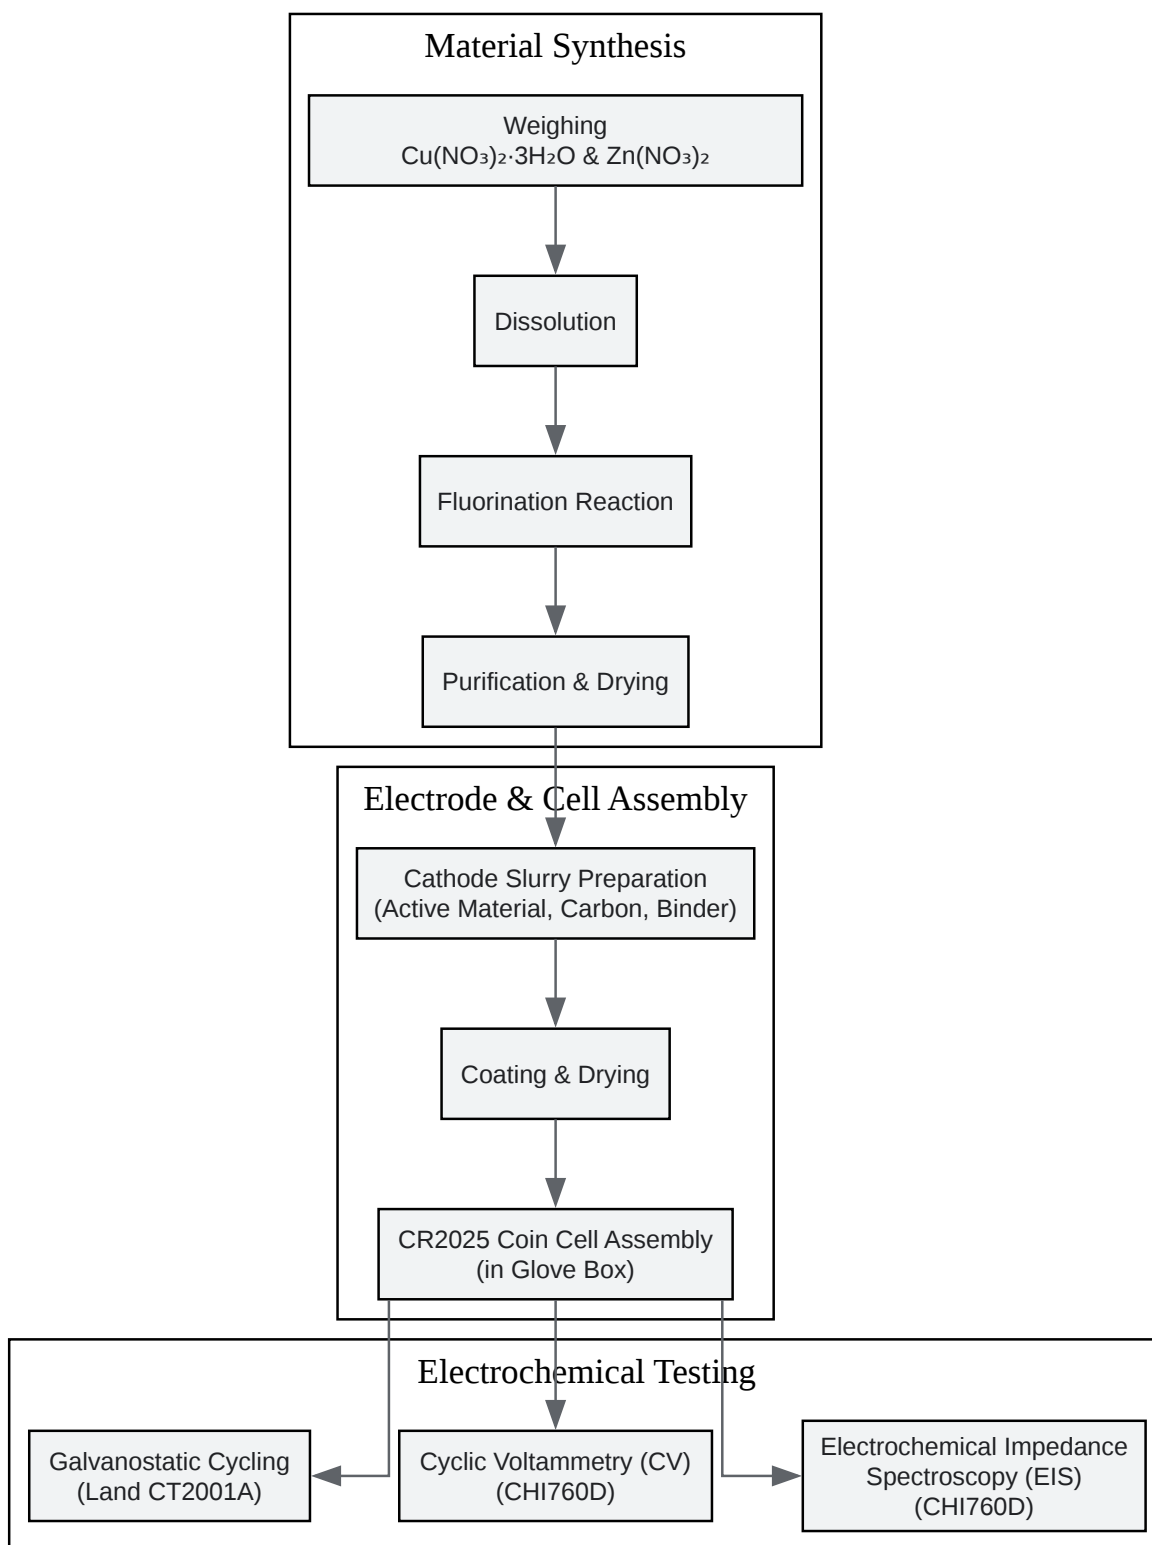 Material Synthesis
Weighing
Cu(NO₃)₂·3H₂O & Zn(NO₃)₂
Dissolution
Fluorination Reaction
Purification & Drying
Electrode & Cell Assembly
Cathode Slurry Preparation
(Active Material, Carbon, Binder)
Coating & Drying
CR2025 Coin Cell Assembly
(in Glove Box)
Electrochemical Testing
Galvanostatic Cycling
(Land CT2001A)
Cyclic Voltammetry (CV)
(CHI760D)
Electrochemical Impedance
Spectroscopy (EIS)
(CHI760D)